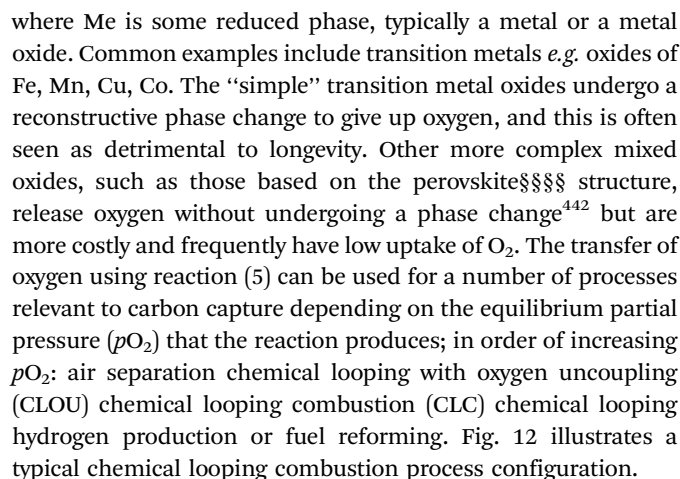 where Me is some reduced phase, typically a metal or a metal
oxide. Common examples include transition metals e.g. oxides of
Fe, Mn, Cu, Co. The ‘‘simple’’ transition metal oxides undergo a
reconstructive phase change to give up oxygen, and this is often
seen as detrimental to longevity. Other more complex mixed
oxides, such as those based on the perovskite§§§§ structure,
release oxygen without undergoing a phase change442 but are
more costly and frequently have low uptake of O2. The transfer of
oxygen using reaction (5) can be used for a number of processes
relevant to carbon capture depending on the equilibrium partial
pressure (pO2) that the reaction produces; in order of increasing
pO2: air separation chemical looping with oxygen uncoupling
(CLOU) chemical looping combustion (CLC) chemical looping
hydrogen production or fuel reforming. Fig. 12 illustrates a
typical chemical looping combustion process configuration.